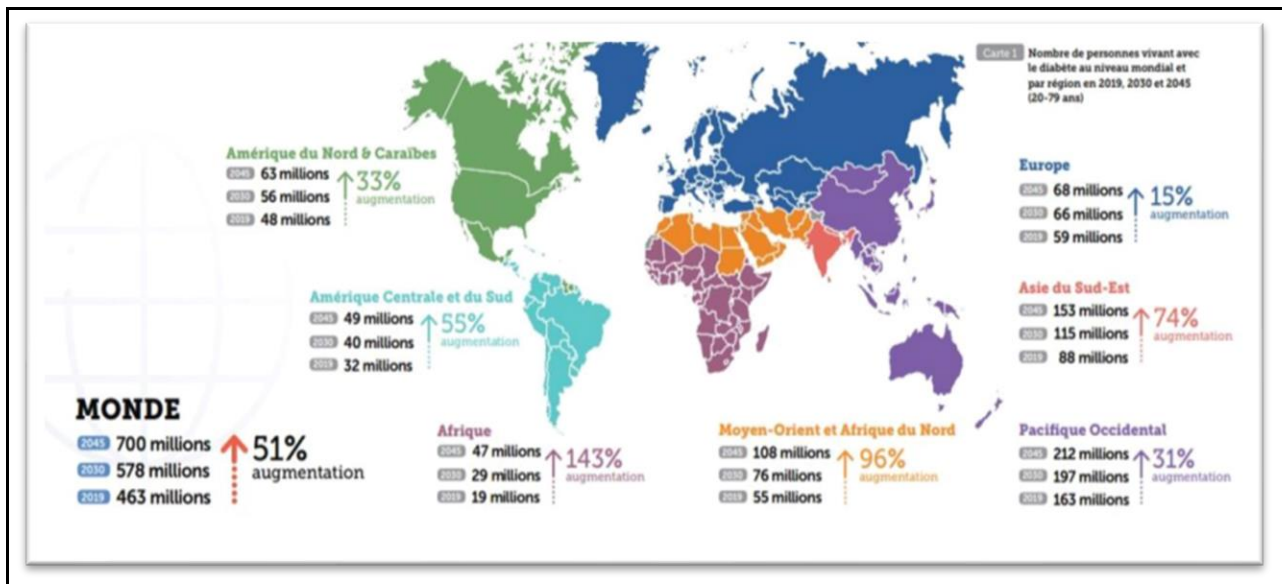 Carte 1
Nombre de personnes vivant avec
le diabète au niveau mondial et
par région en 2019, 2030 et 2045
(20-79 ans)
Amérique du Nord & Caraïbes
2045 63 millions
2030 56 millions
2019 48 millions
33%
augmentation
Amérique Centrale et du Sud
2045 49 millions
2030 40 millions
2019 32 millions
55%
augmentation
MONDE
2045 700 millions
2030 578 millions
2019 463 millions
51%
augmentation
Afrique
2045 47 millions
2030 29 millions
2019 19 millions
143%
augmentation
Moyen-Orient et Afrique du Nord
2045 108 millions
2030 76 millions
2019 55 millions
96%
augmentation
Europe
2045 68 millions
2030 66 millions
2019 59 millions
15%
augmentation
Asie du Sud-Est
2045 153 millions
2030 115 millions
2019 88 millions
74%
augmentation
Pacifique Occidental
2045 212 millions
2030 197 millions
2019 163 millions
31%
augmentation